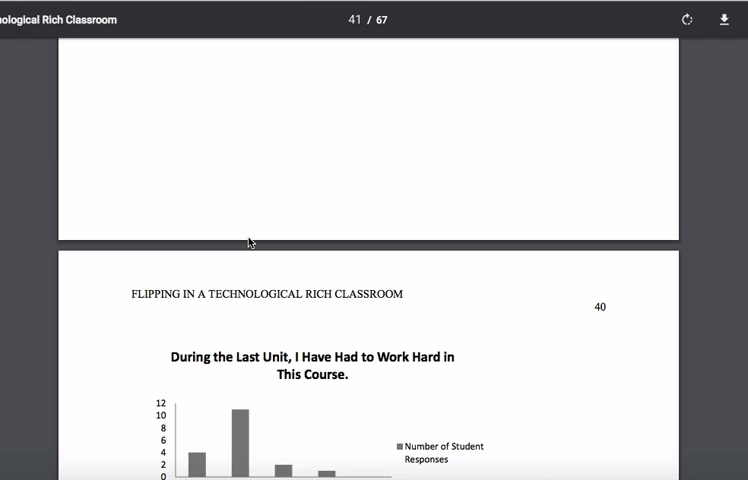 nological Rich Classroom
41 / 67
FLIPPING IN A TECHNOLOGICAL RICH CLASSROOM
40
During the Last Unit, I Have Had to Work Hard in
This Course.
12
10
8
6
4
2
0
Number of Student
Responses